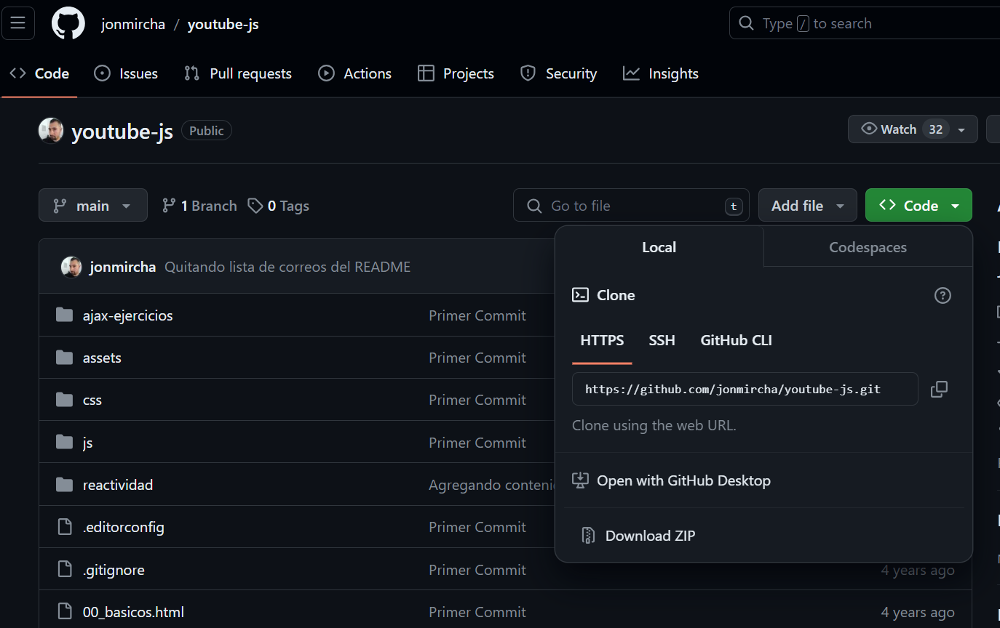 jonmircha / youtube-js
Type / to search
Code Issues Pull requests Actions Projects Security Insights
youtube-js Public
Watch 32
main 1 Branch 0 Tags
Go to file t
Add file
Code
Local Codespaces
jonmircha Quitando lista de correos del README
Clone
ajax-ejercicios Primer Commit
HTTPS SSH GitHub CLI
assets Primer Commit
https://github.com/jonmircha/youtube-js.git
css Primer Commit
Clone using the web URL.
js Primer Commit
reactividad Agregando conteni
Open with GitHub Desktop
.editorconfig Primer Commit
Download ZIP
.gitignore Primer Commit 4 years ago
00_basicos.html Primer Commit 4 years ago